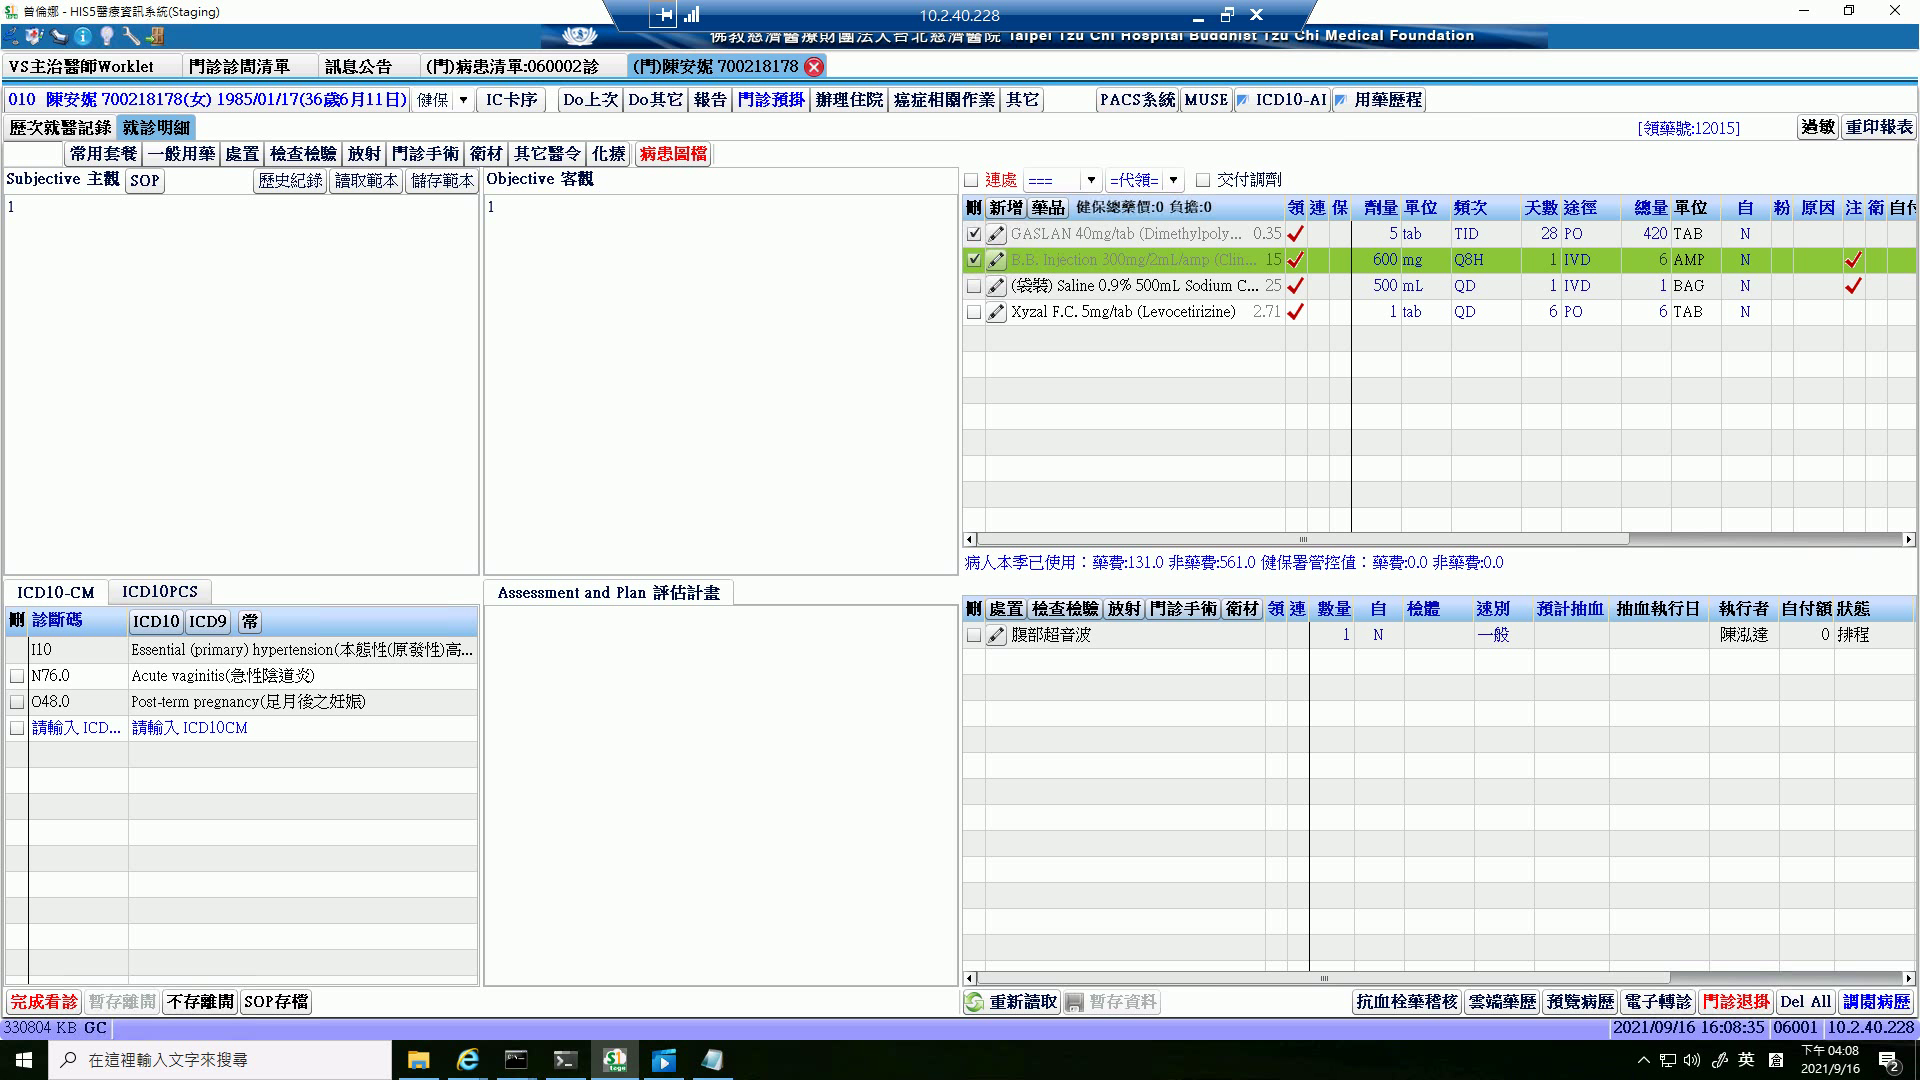 曾倫娜 - HIS5醫療資訊系統(Staging)
10.2.40.228
佛教慈濟醫療財團法人台北慈濟醫院 Taipei Tzu Chi Hospital Buddhist Tzu Chi Medical Foundation
VS主治醫師Worklet 門診診間清單 訊息公告 (門)病患清單:060002診 (門)陳安妮 700218178
010 陳安妮 700218178(女) 1985/01/17(36歲6月11日) 健保 IC卡序 Do上次 Do其它 報告 門診預掛 辦理住院 癌症相關作業 其它 PACS系統 MUSE ICD10-AI 用藥歷程
歷次就醫記錄 就診明細 [領藥號:12015] 過敏 重印報表
常用套餐 一般用藥 處置 檢查檢驗 放射 門診手術 衛材 其它醫令 化療 病患圖檔
Subjective 主觀 SOP 歷史紀錄 讀取範本 儲存範本
1
Objective 客觀
1
連處 === =代領= 交付調劑
刪 新增 藥品 健保總藥價:0 負擔:0 領 連 保 劑量 單位 頻次 天數 途徑 總量 單位 自 粉 原因 注 衛 自付
GASLAN 40mg/tab (Dimethylpoly... 0.35 5 tab TID 28 PO 420 TAB N
B.B. Injection 300mg/2mL/amp (Clin... 15 600 mg Q8H 1 IVD 6 AMP N
(袋裝) Saline 0.9% 500mL Sodium C... 25 500 mL QD 1 IVD 1 BAG N
Xyzal F.C. 5mg/tab (Levocetirizine) 2.71 1 tab QD 6 PO 6 TAB N
病人本季已使用：藥費:131.0 非藥費:561.0 健保署管控值：藥費:0.0 非藥費:0.0
ICD10-CM ICD10PCS
刪 診斷碼 ICD10 ICD9 常
I10 Essential (primary) hypertension(本態性(原發性)高...
N76.0 Acute vaginitis(急性陰道炎)
O48.0 Post-term pregnancy(足月後之妊娠)
請輸入 ICD... 請輸入 ICD10CM
Assessment and Plan 評估計畫
刪 處置 檢查檢驗 放射 門診手術 衛材 領 連 數量 自 檢體 速別 預計抽血 抽血執行日 執行者 自付額 狀態
腹部超音波 1 N 一般 陳泓達 0 排程
完成看診 暫存離開 不存離開 SOP存檔
重新讀取 暫存資料 抗血栓藥稽核 雲端藥歷 預覽病歷 電子轉診 門診退掛 Del All 調閱病歷
330804 KB GC 2021/09/16 16:08:35 06001 10.2.40.228
在這裡輸入文字來搜尋
英
下午 04:08
2021/9/16
2